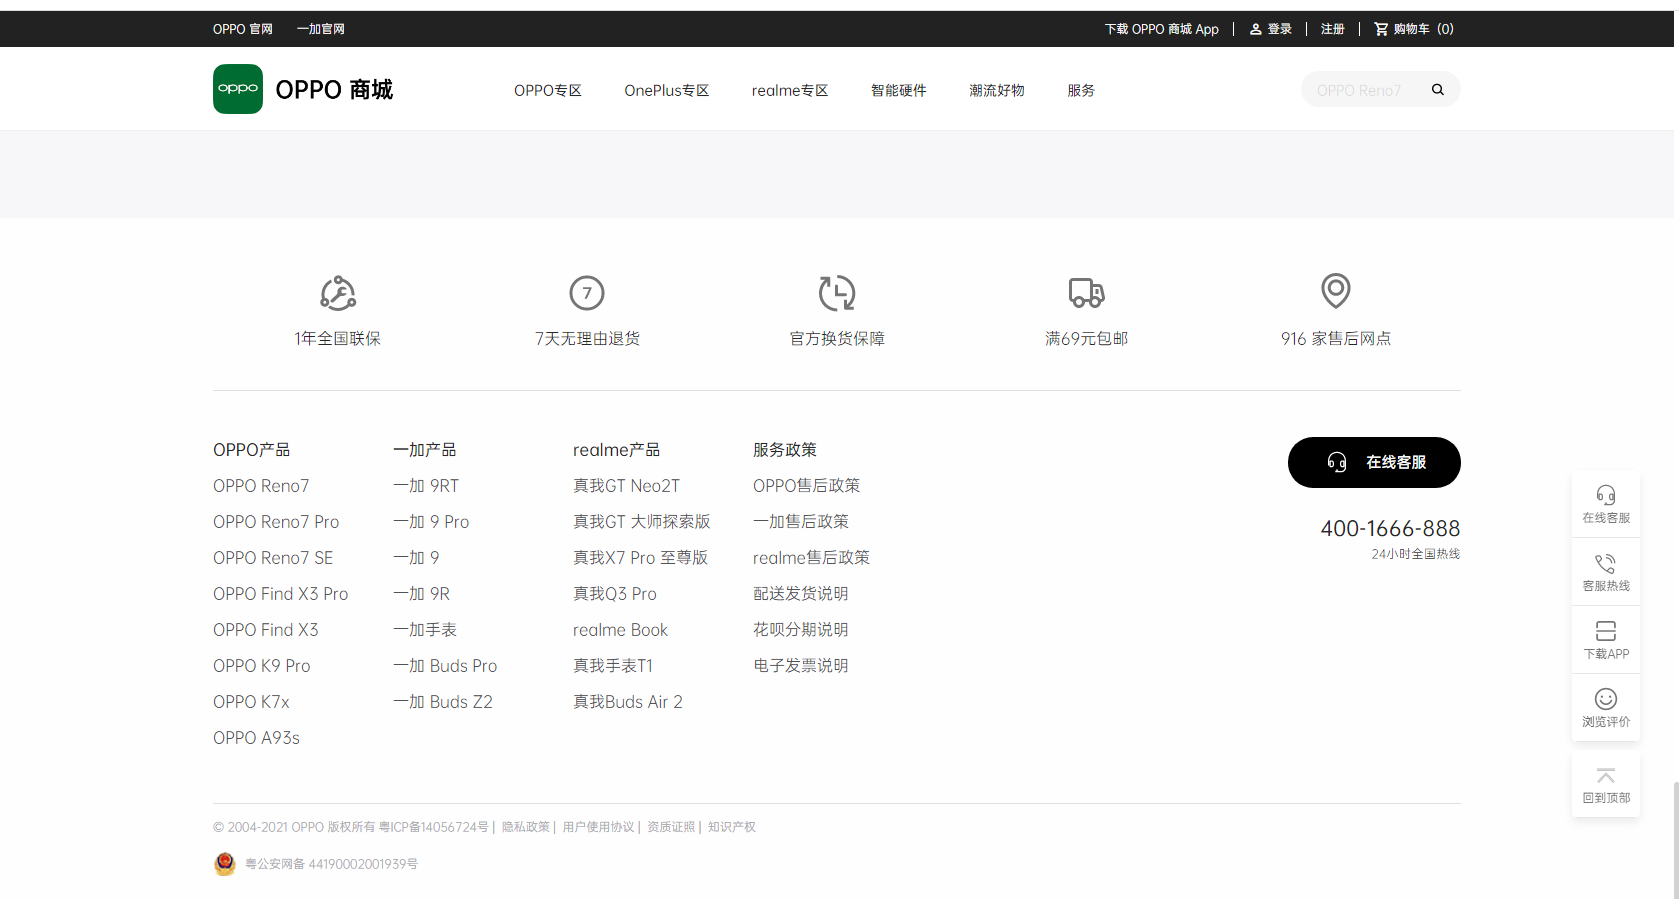 OPPO 官网 一加官网 下载 OPPO 商城 App 登录 注册 购物车（0）
oppo OPPO 商城 OPPO专区 OnePlus专区 realme专区 智能硬件 潮流好物 服务 OPPO Reno7
7
1年全国联保 7天无理由退货 官方换货保障 满69元包邮 916 家售后网点
OPPO产品 一加产品 realme产品 服务政策
OPPO Reno7 一加 9RT 真我GT Neo2T OPPO售后政策
OPPO Reno7 Pro 一加 9 Pro 真我GT 大师探索版 一加售后政策
OPPO Reno7 SE 一加 9 真我X7 Pro 至尊版 realme售后政策
OPPO Find X3 Pro 一加 9R 真我Q3 Pro 配送发货说明
OPPO Find X3 一加手表 realme Book 花呗分期说明
OPPO K9 Pro 一加 Buds Pro 真我手表T1 电子发票说明
OPPO K7x 一加 Buds Z2 真我Buds Air 2
OPPO A93s
在线客服
400-1666-888
24小时全国热线
在线客服
客服热线
下载APP
浏览评价
回到顶部
© 2004-2021 OPPO 版权所有 粤ICP备14056724号 | 隐私政策 | 用户使用协议 | 资质证照 | 知识产权
粤公安网备 44190002001939号